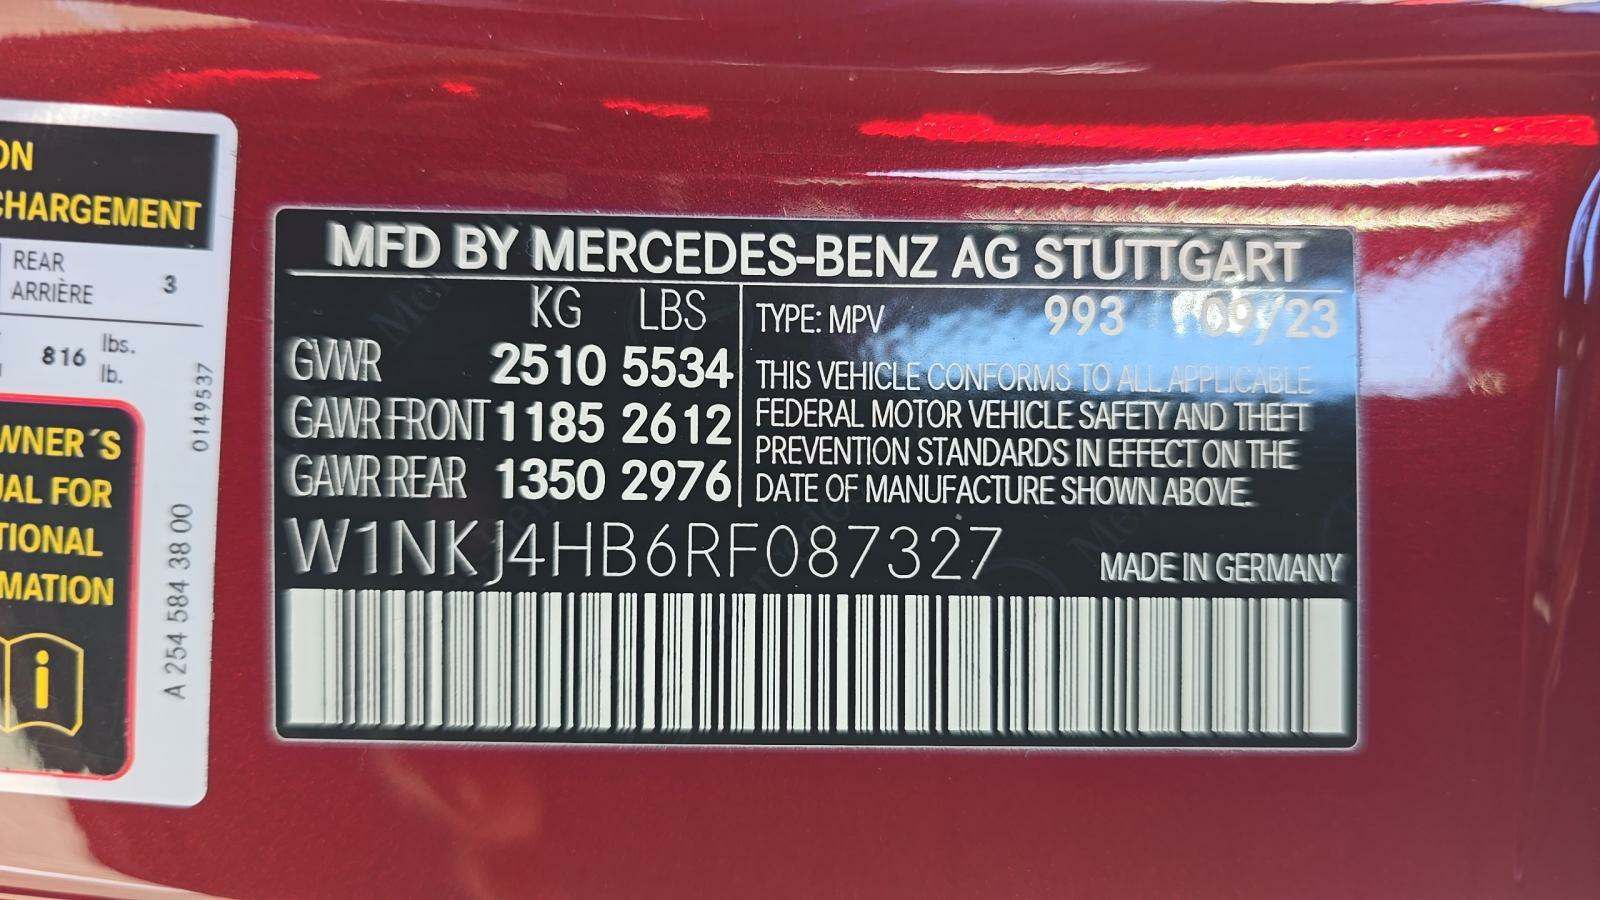 ON
CHARGEMENT
REAR
ARRIÈRE
3
816
lbs.
lb.
0149537
WNER´S
UAL FOR
TIONAL
MATION
A 254 584 38 00
MFD BY MERCEDES-BENZ AG STUTTGART
KG LBS
GVWR 2510 5534
GAWR FRONT 1185 2612
GAWR REAR 1350 2976
TYPE: MPV 993 09/23
THIS VEHICLE CONFORMS TO ALL APPLICABLE
FEDERAL MOTOR VEHICLE SAFETY AND THEFT
PREVENTION STANDARDS IN EFFECT ON THE
DATE OF MANUFACTURE SHOWN ABOVE.
W1NKJ4HB6RF087327
MADE IN GERMANY